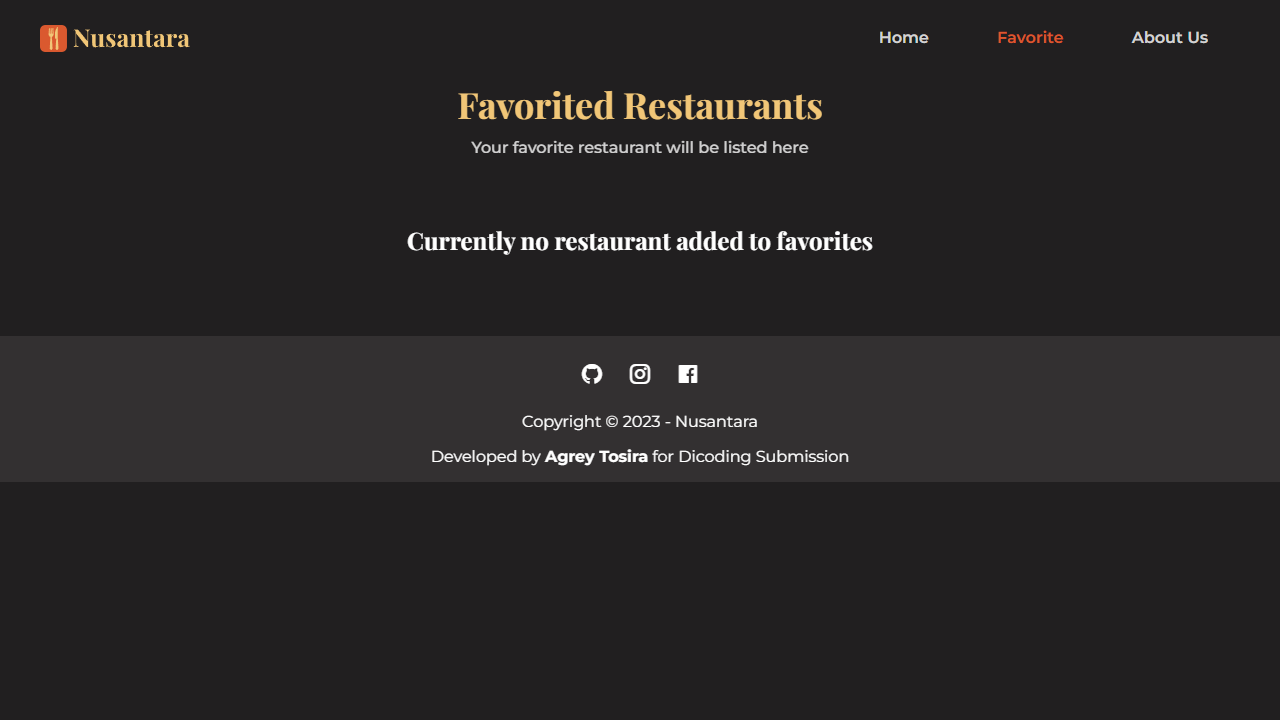 Nusantara
Home
Favorite
About Us
Favorited Restaurants
Your favorite restaurant will be listed here
Currently no restaurant added to favorites
Copyright © 2023 - Nusantara
Developed by Agrey Tosira for Dicoding Submission